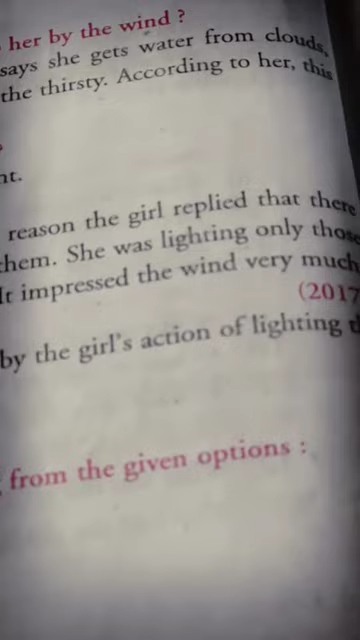 her by the wind ?
says she gets water from clouds,
the thirsty. According to her, this
nt.
reason the girl replied that there
them. She was lighting only those
It impressed the wind very much
(2017
by the girl's action of lighting t
from the given options :